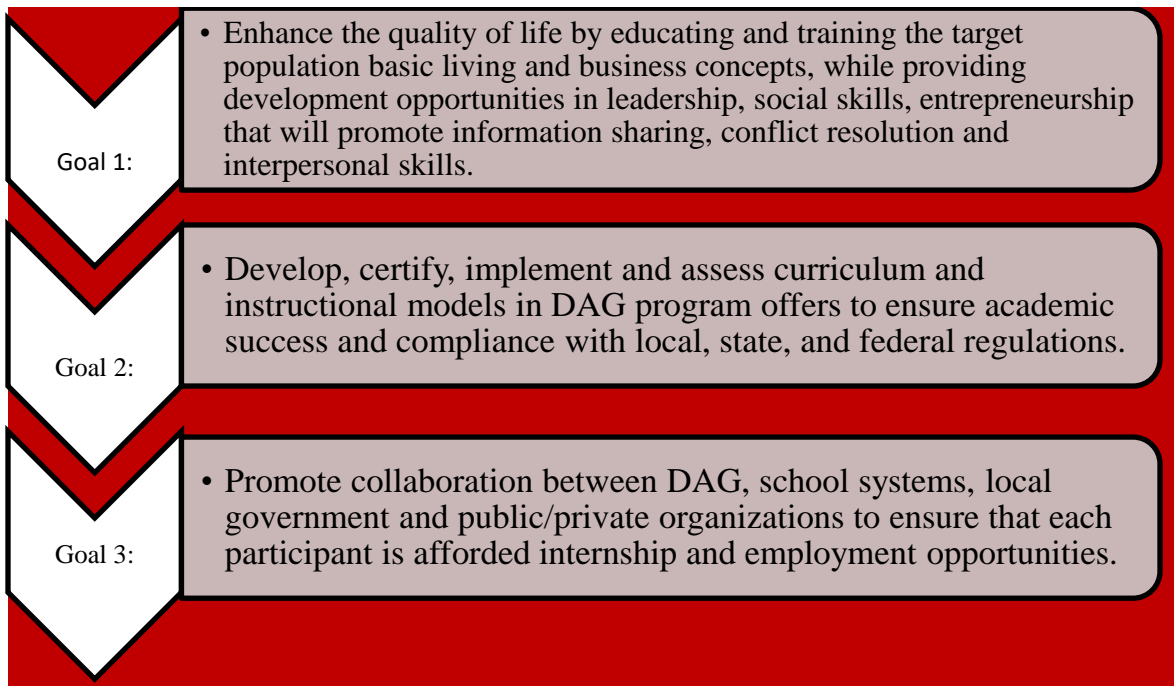 Goal 1:
• Enhance the quality of life by educating and training the target
population basic living and business concepts, while providing
development opportunities in leadership, social skills, entrepreneurship
that will promote information sharing, conflict resolution and
interpersonal skills.
Goal 2:
• Develop, certify, implement and assess curriculum and
instructional models in DAG program offers to ensure academic
success and compliance with local, state, and federal regulations.
Goal 3:
• Promote collaboration between DAG, school systems, local
government and public/private organizations to ensure that each
participant is afforded internship and employment opportunities.